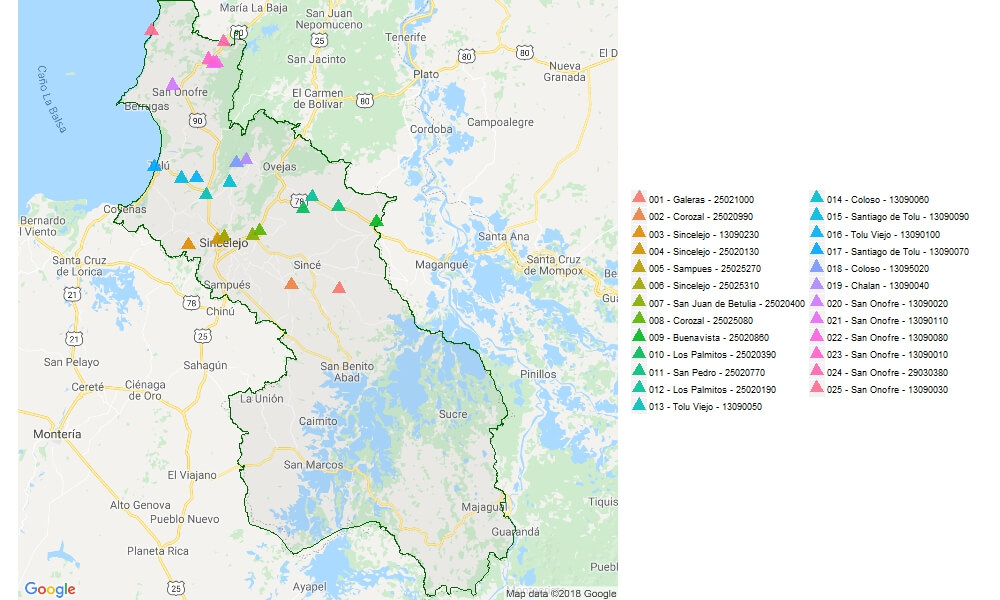 María La Baja
San Juan
Nepomuceno
Tenerife
80
25
El D
San Jacinto
80
80
Plato
Nueva
Granada
Caño La Balsa
San Onofre
El Carmen
de Bolívar
80
Berrugas
90
Cordoba
Campoalegre
Tolú
Ovejas
78
Coveñas
Bernardo
l Viento
Sincelejo
Santa Ana
Santa Cruz
de Lorica
Sincé
Magangué
Santa Cruz
de Mompox
Be
Sampués
Gua
21
78
Chinú
21
25
San Pelayo
Sahagún
San Benito
Abad
Pinillos
Cereté
Ciénaga
de Oro
La Unión
Caimito
Sucre
Montería
San Marcos
El Viajano
Majagual
Tiquis
Alto Genova
Pueblo Nuevo
Guarandá
Planeta Rica
Puebl
25
Ayapel
Google
Map data ©2018 Google
001 - Galeras - 25021000
002 - Corozal - 25020990
003 - Sincelejo - 13090230
004 - Sincelejo - 25020130
005 - Sampues - 25025270
006 - Sincelejo - 25025310
007 - San Juan de Betulia - 25020400
008 - Corozal - 25025080
009 - Buenavista - 25020860
010 - Los Palmitos - 25020390
011 - San Pedro - 25020770
012 - Los Palmitos - 25020190
013 - Tolu Viejo - 13090050
014 - Coloso - 13090060
015 - Santiago de Tolu - 13090090
016 - Tolu Viejo - 13090100
017 - Santiago de Tolu - 13090070
018 - Coloso - 13095020
019 - Chalan - 13090040
020 - San Onofre - 13090020
021 - San Onofre - 13090110
022 - San Onofre - 13090080
023 - San Onofre - 13090010
024 - San Onofre - 29030380
025 - San Onofre - 13090030